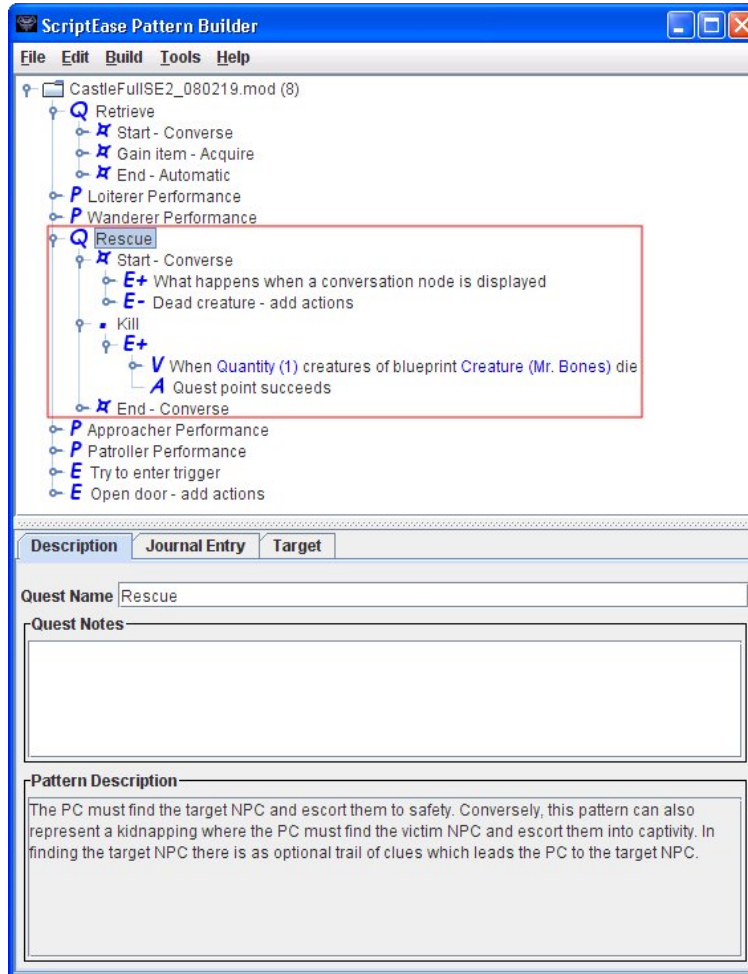 ScriptEase Pattern Builder
File Edit Build Tools Help
CastleFullSE2_080219.mod (8)
Q Retrieve
Start - Converse
Gain item - Acquire
End - Automatic
P Loiterer Performance
P Wanderer Performance
Q Rescue
Start - Converse
E+ What happens when a conversation node is displayed
E- Dead creature - add actions
Kill
E+
V When Quantity (1) creatures of blueprint Creature (Mr. Bones) die
A Quest point succeeds
End - Converse
P Approacher Performance
P Patroller Performance
E Try to enter trigger
E Open door - add actions
Description Journal Entry Target
Quest Name Rescue
Quest Notes
Pattern Description
The PC must find the target NPC and escort them to safety. Conversely, this pattern can also
represent a kidnapping where the PC must find the victim NPC and escort them into captivity. In
finding the target NPC there is as optional trail of clues which leads the PC to the target NPC.